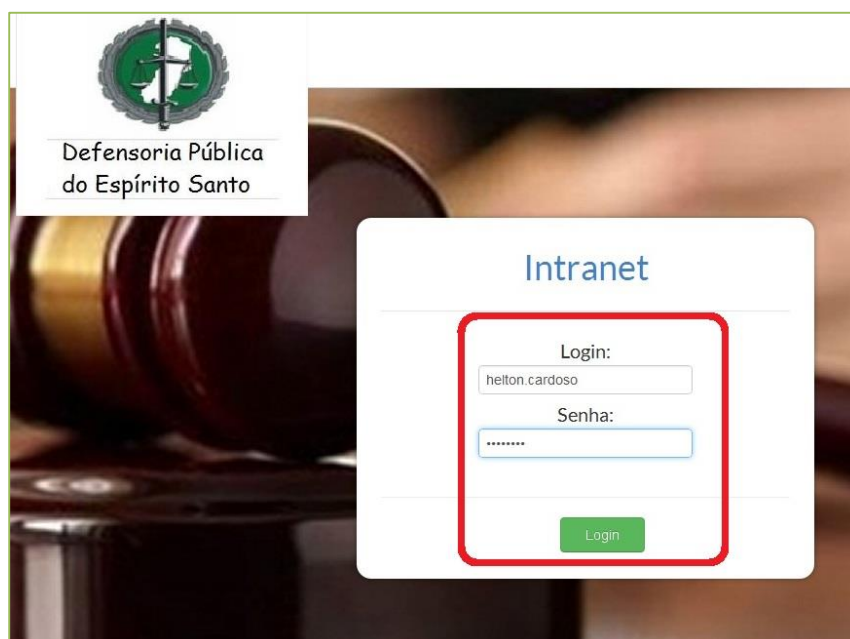 Defensoria Pública
do Espírito Santo
Intranet
Login:
helton.cardoso
Senha:
••••••••
Login